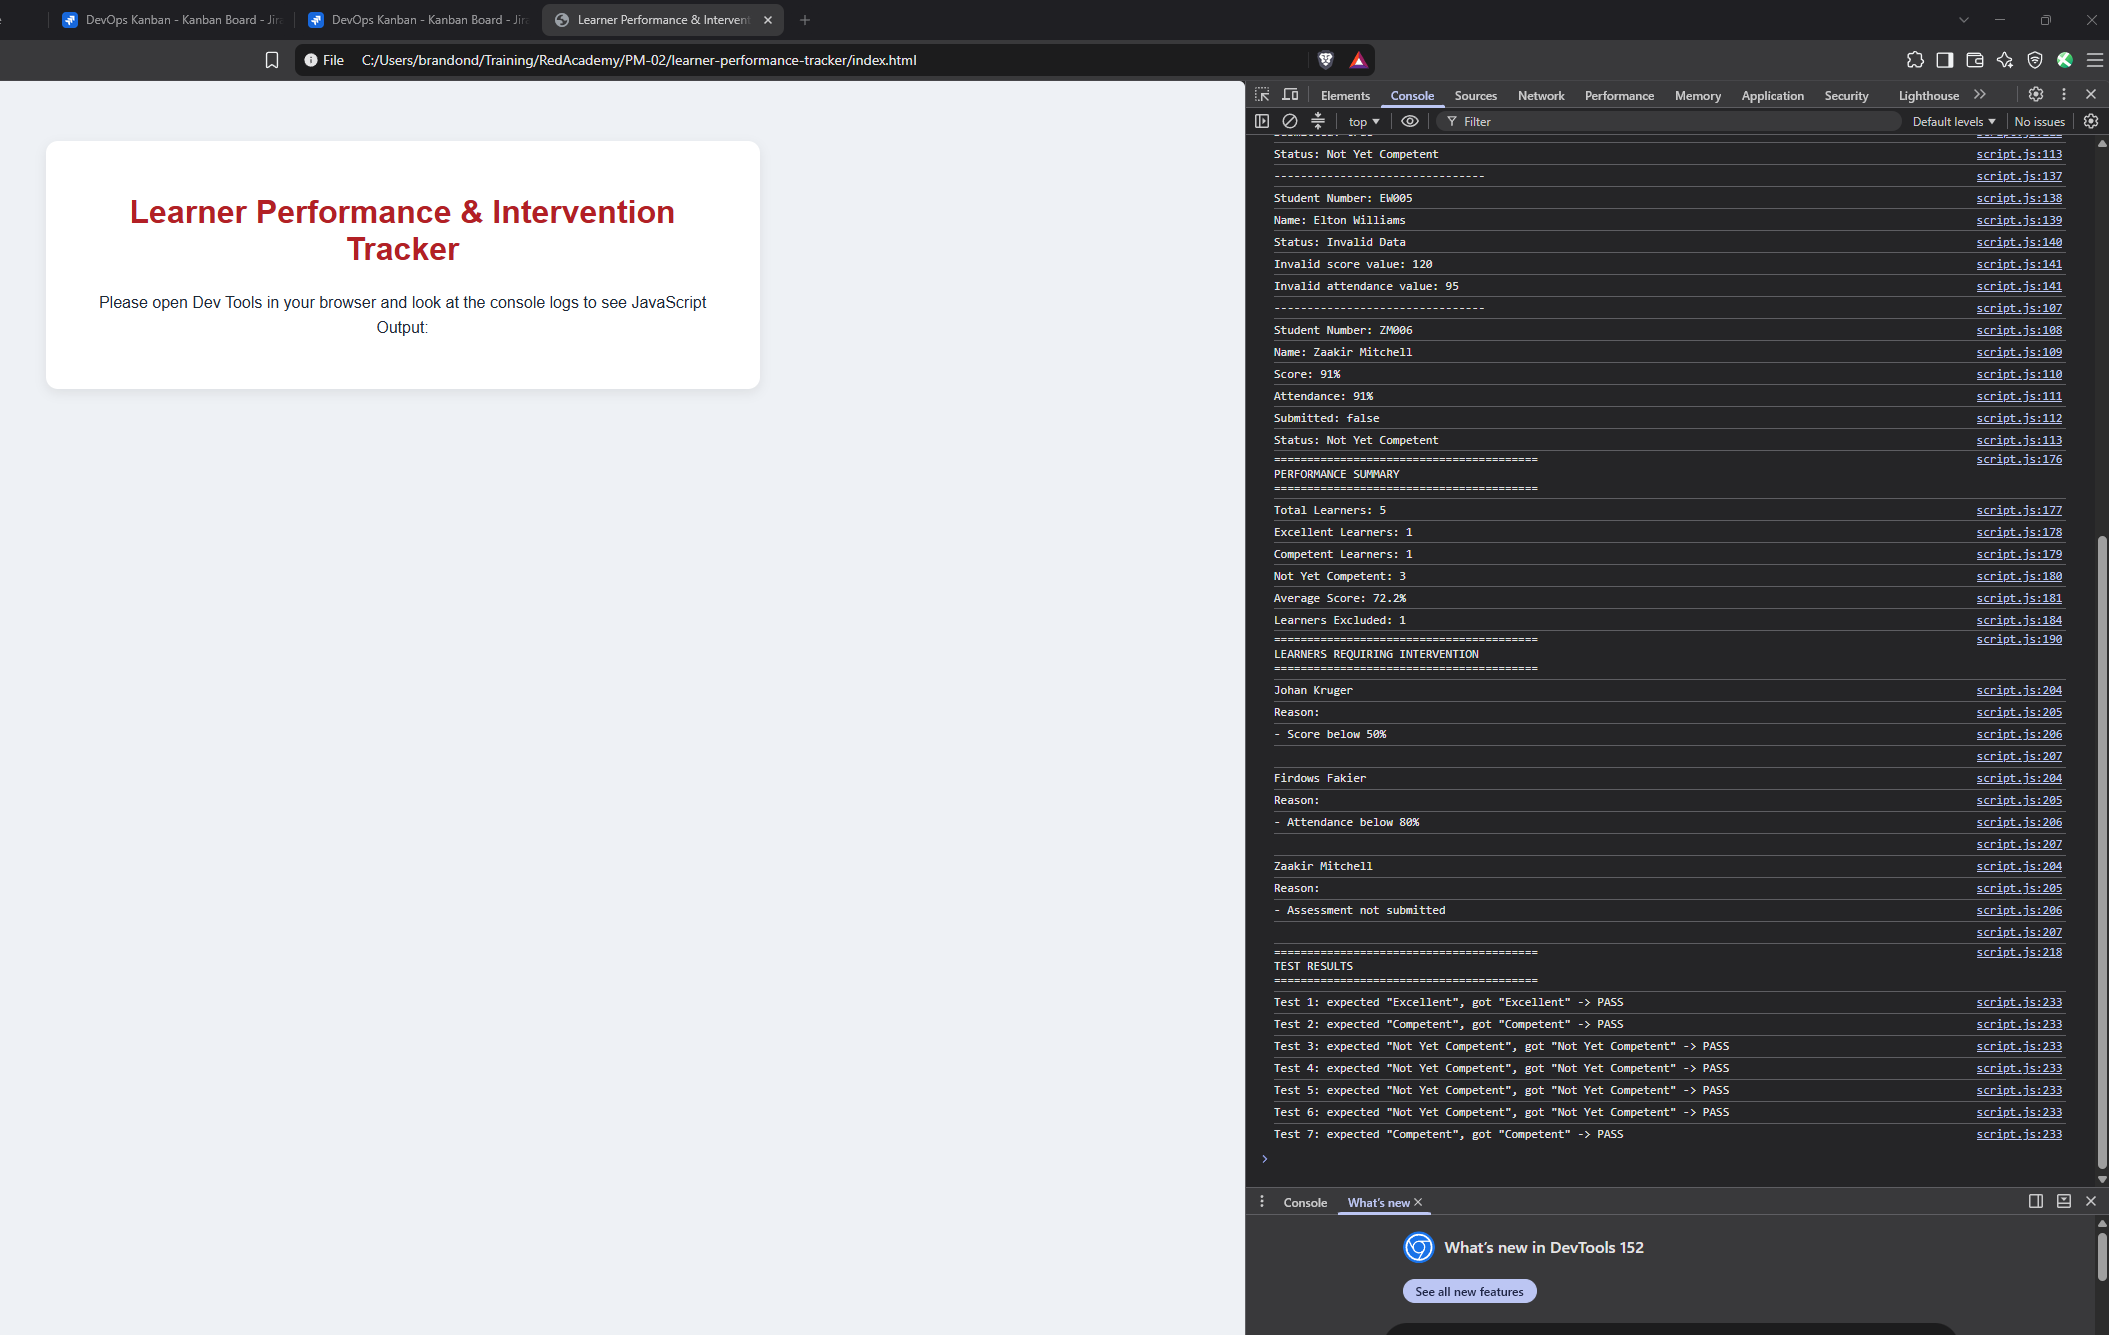 DevOps Kanban - Kanban Board - Jira
DevOps Kanban - Kanban Board - Jira
Learner Performance & Intervent
File C:/Users/brandond/Training/RedAcademy/PM-02/learner-performance-tracker/index.html
Learner Performance & Intervention
Tracker
Please open Dev Tools in your browser and look at the console logs to see JavaScript
Output:
Elements Console Sources Network Performance Memory Application Security Lighthouse
top Filter Default levels No issues
Status: Not Yet Competent script.js:113
-------------------------------- script.js:137
Student Number: EW005 script.js:138
Name: Elton Williams script.js:139
Status: Invalid Data script.js:140
Invalid score value: 120 script.js:141
Invalid attendance value: 95 script.js:141
-------------------------------- script.js:107
Student Number: ZM006 script.js:108
Name: Zaakir Mitchell script.js:109
Score: 91% script.js:110
Attendance: 91% script.js:111
Submitted: false script.js:112
Status: Not Yet Competent script.js:113
======================================== script.js:176
PERFORMANCE SUMMARY
========================================
Total Learners: 5 script.js:177
Excellent Learners: 1 script.js:178
Competent Learners: 1 script.js:179
Not Yet Competent: 3 script.js:180
Average Score: 72.2% script.js:181
Learners Excluded: 1 script.js:184
======================================== script.js:190
LEARNERS REQUIRING INTERVENTION
========================================
Johan Kruger script.js:204
Reason: script.js:205
- Score below 50% script.js:206
script.js:207
Firdows Fakier script.js:204
Reason: script.js:205
- Attendance below 80% script.js:206
script.js:207
Zaakir Mitchell script.js:204
Reason: script.js:205
- Assessment not submitted script.js:206
script.js:207
======================================== script.js:218
TEST RESULTS
========================================
Test 1: expected "Excellent", got "Excellent" -> PASS script.js:233
Test 2: expected "Competent", got "Competent" -> PASS script.js:233
Test 3: expected "Not Yet Competent", got "Not Yet Competent" -> PASS script.js:233
Test 4: expected "Not Yet Competent", got "Not Yet Competent" -> PASS script.js:233
Test 5: expected "Not Yet Competent", got "Not Yet Competent" -> PASS script.js:233
Test 6: expected "Not Yet Competent", got "Not Yet Competent" -> PASS script.js:233
Test 7: expected "Competent", got "Competent" -> PASS script.js:233
Console What's new
What's new in DevTools 152
See all new features